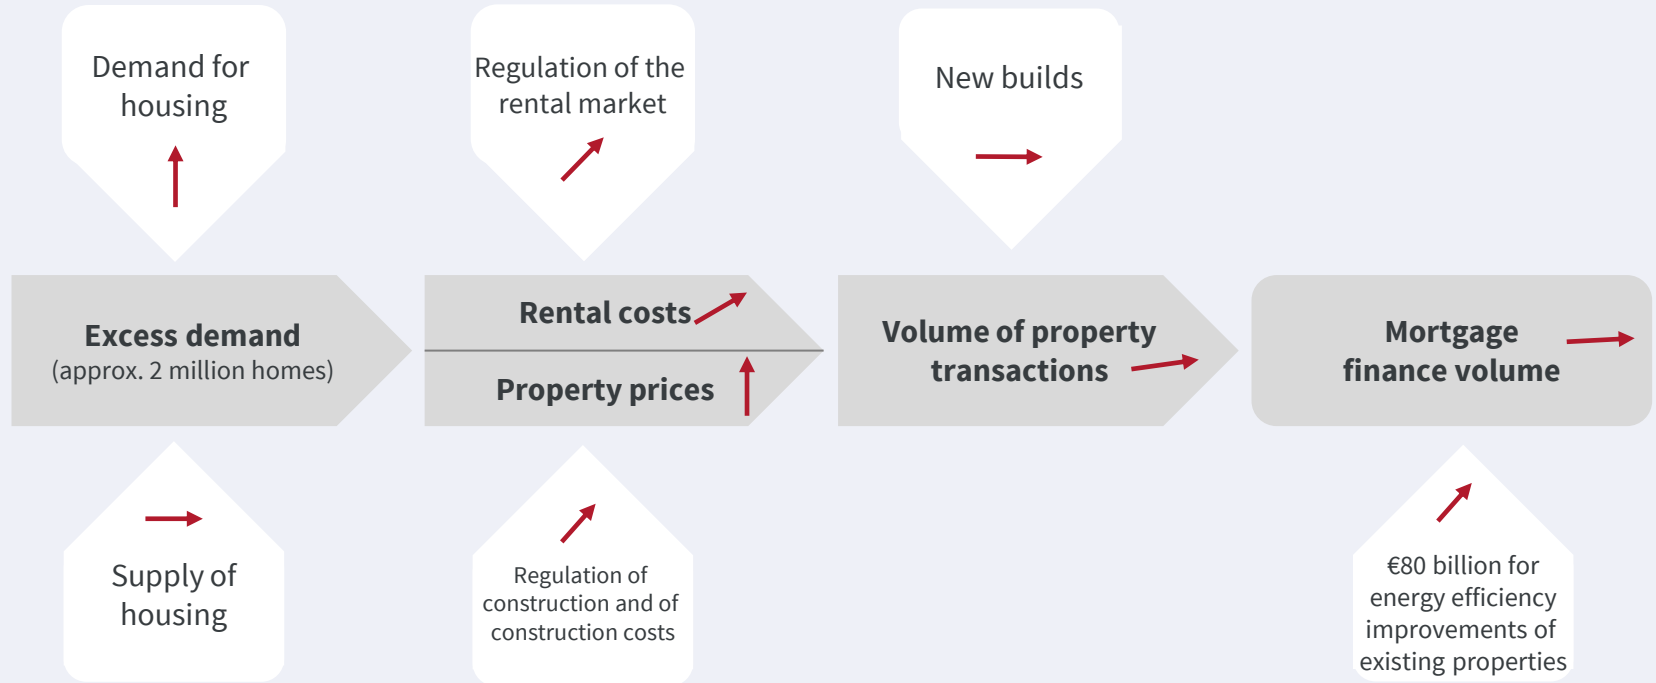 Demand for
housing
Regulation of the
rental market
New builds
Excess demand
(approx. 2 million homes)
Rental costs
Property prices
Volume of property
transactions
Mortgage
finance volume
Supply of
housing
Regulation of
construction and of
construction costs
€80 billion for
energy efficiency
improvements of
existing properties